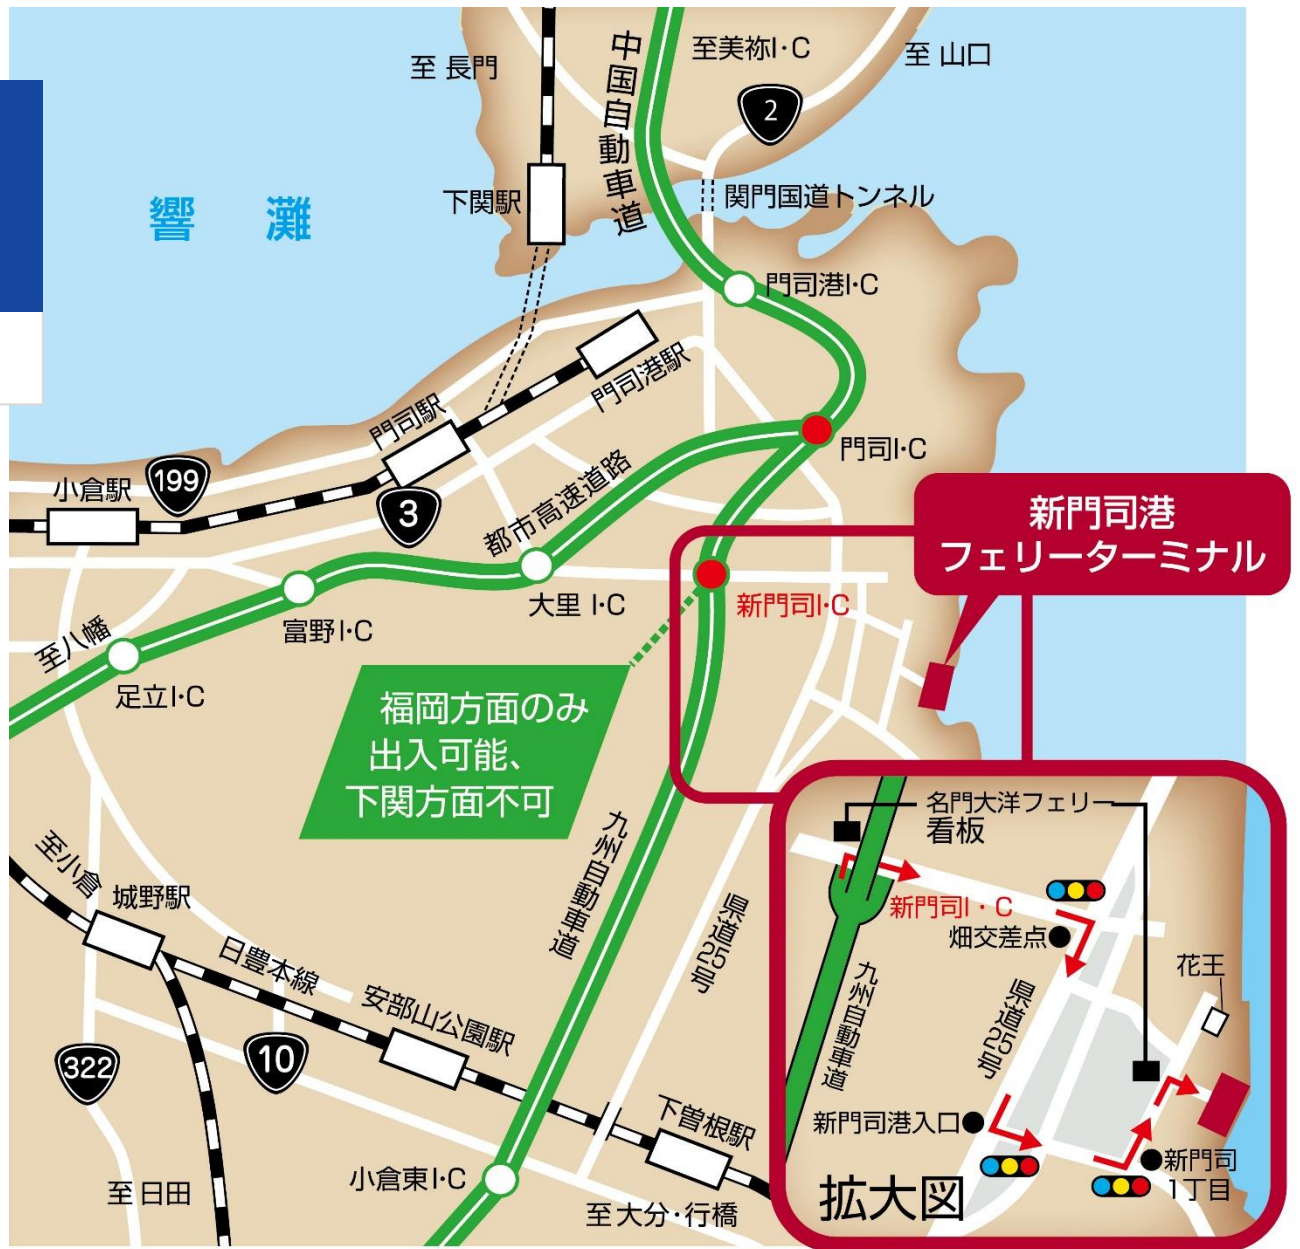 至 長門
中国自動車道
至美祢I・C
至 山口
2
響 灘
下関駅
関門国道トンネル
門司港I・C
門司港駅
門司駅
門司I・C
199
小倉駅
3
都市高速道路
新門司港
フェリーターミナル
大里 I・C
新門司I・C
富野I・C
至八幡
足立I・C
福岡方面のみ
出入可能、
下関方面不可
九州自動車道
県道25号
至小倉
城野駅
日豊本線
安部山公園駅
322
10
下曽根駅
小倉東I・C
至 日田
至 大分・行橋
名門大洋フェリー
看板
新門司I・C
畑交差点
花王
九州自動車道
県道25号
新門司港入口
新門司
1丁目
拡大図